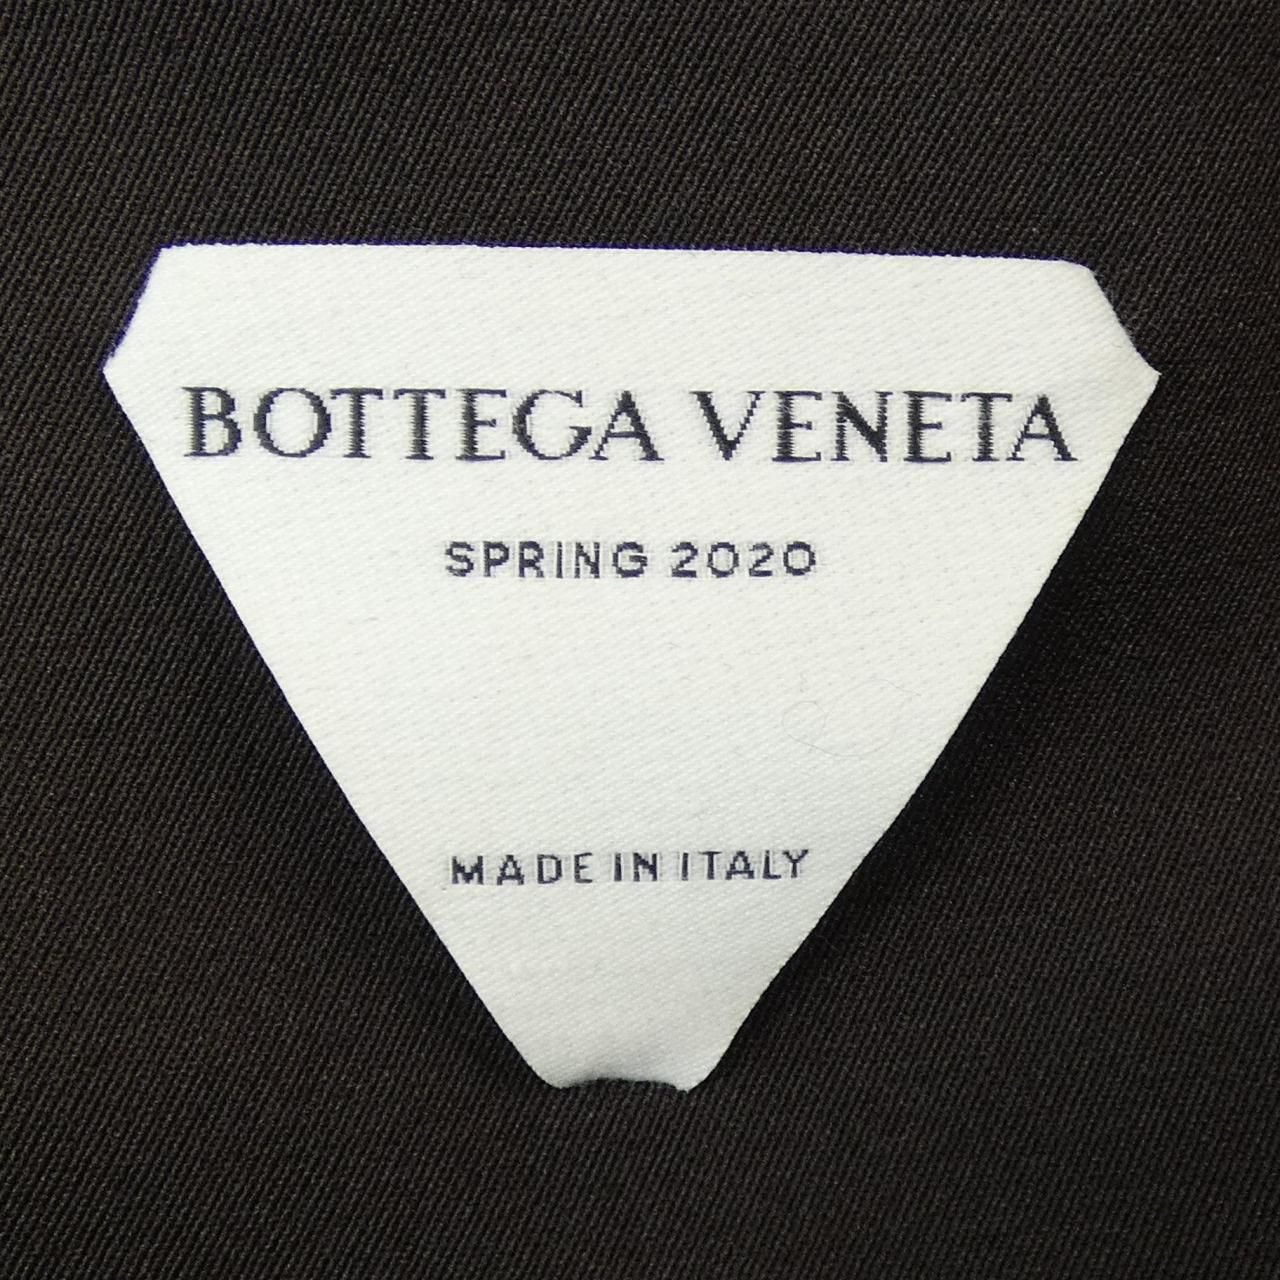 BOTTEGA VENETA
SPRING 2020
MADE IN ITALY